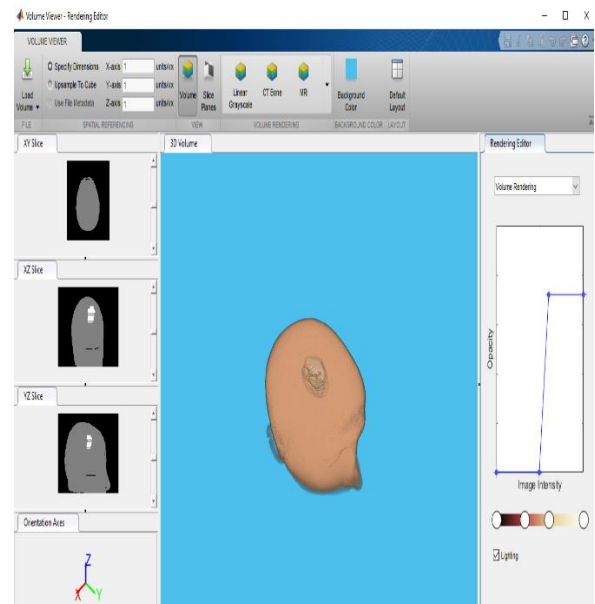 Volume Viewer - Rendering Editor
VOLUME VIEWER
Load Volume
Specify Dimensions X-axis 1 units/vx
Upsample To Cube Y-axis 1 units/vx
Use File Metadata Z-axis 1 units/vx
Volume
Slice Planes
Linear Grayscale
CT Bone
MRI
Background Color
Default Layout
FILE SPATIAL REFERENCING VIEW VOLUME RENDERING BACKGROUND COLOR LAYOUT
XY Slice
3D Volume
Rendering Editor
Volume Rendering
XZ Slice
Opacity
YZ Slice
Image Intensity
Orientation Axes
Lighting
Z
X Y